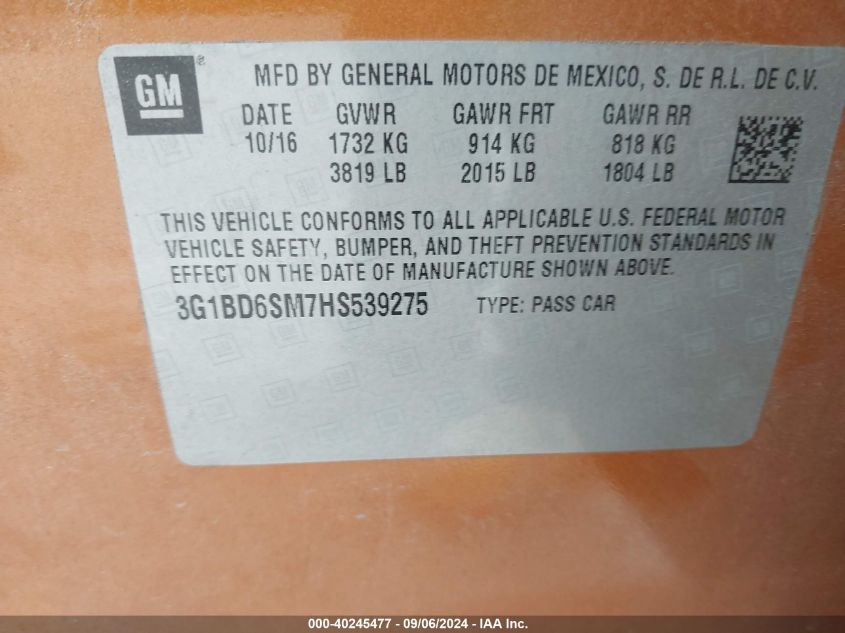 GM ®
MFD BY GENERAL MOTORS DE MEXICO, S. DE R.L. DE C.V.
DATE GVWR GAWR FRT GAWR RR
10/16 1732 KG 914 KG 818 KG
3819 LB 2015 LB 1804 LB
THIS VEHICLE CONFORMS TO ALL APPLICABLE U.S. FEDERAL MOTOR
VEHICLE SAFETY, BUMPER, AND THEFT PREVENTION STANDARDS IN
EFFECT ON THE DATE OF MANUFACTURE SHOWN ABOVE.
3G1BD6SM7HS539275 TYPE: PASS CAR
000-40245477 - 09/06/2024 - IAA Inc.